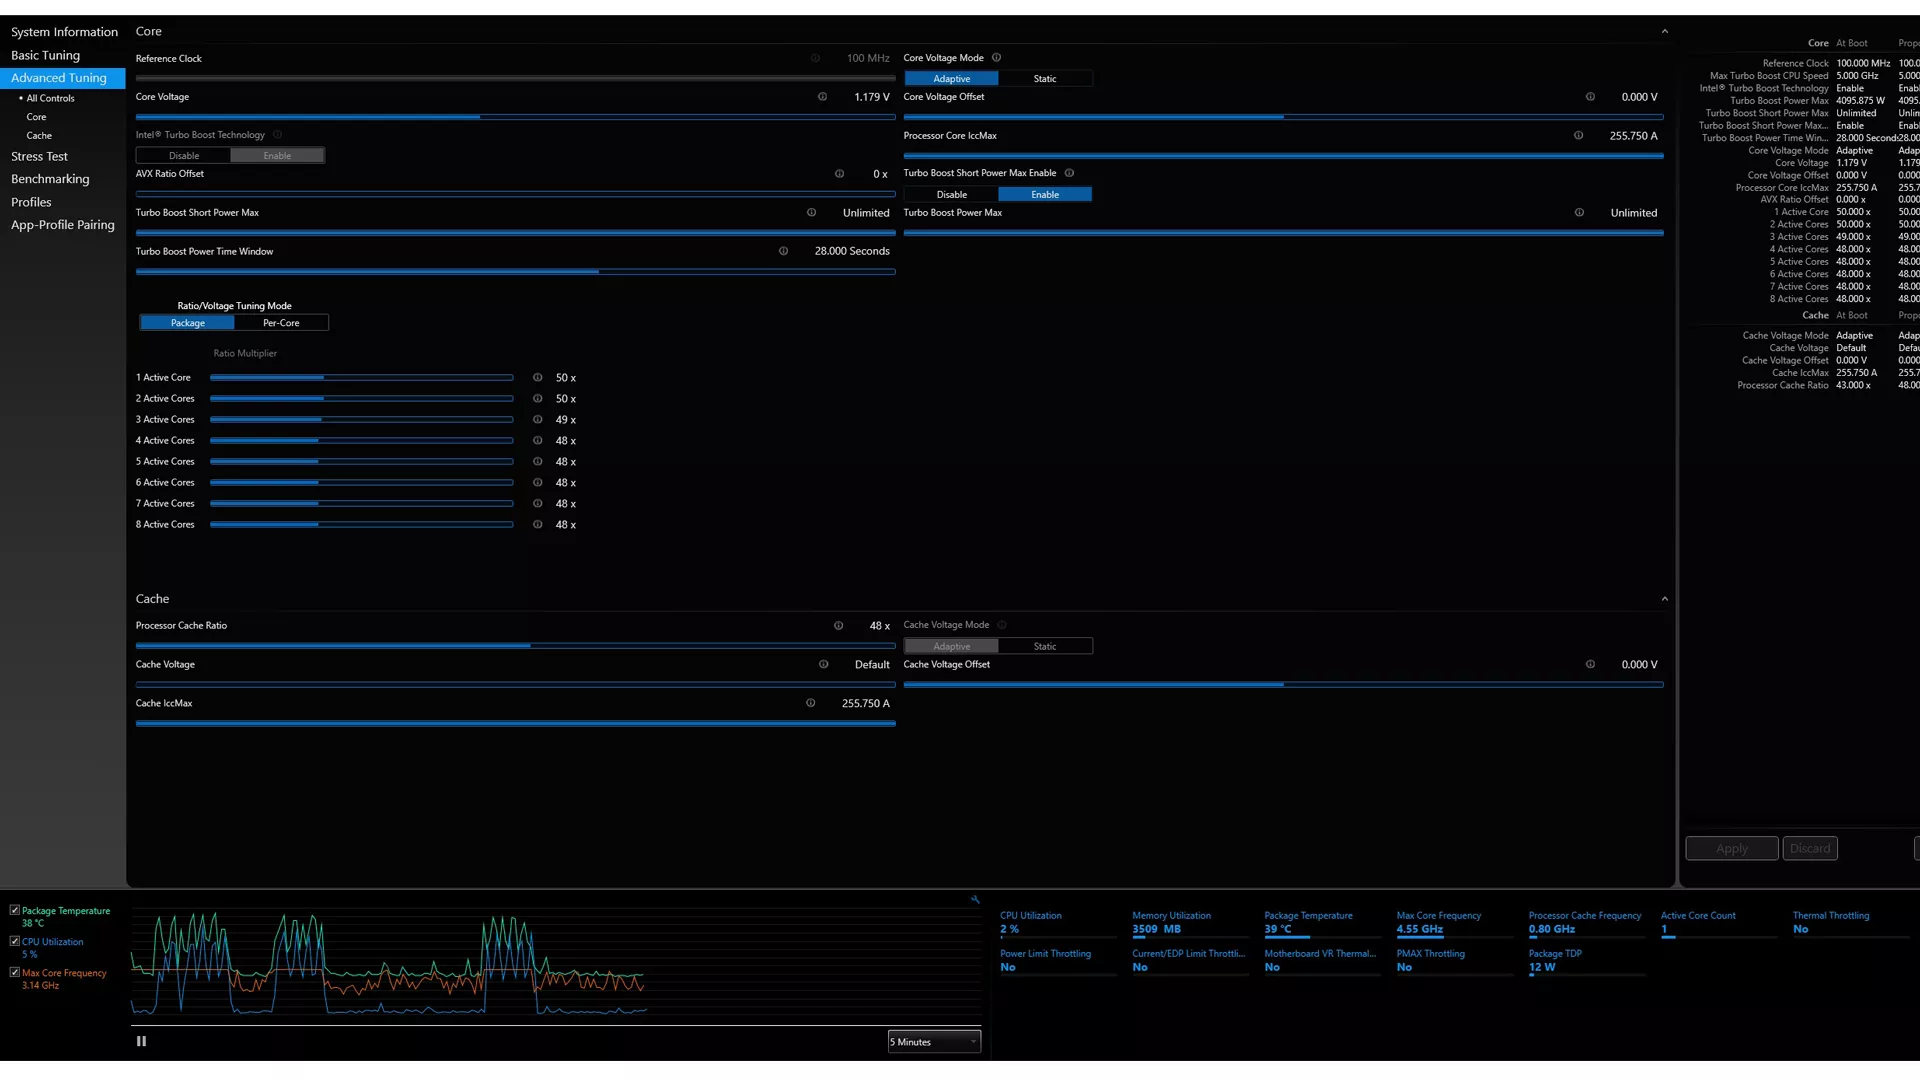 System Information
Basic Tuning
Advanced Tuning
• All Controls
Core
Cache
Stress Test
Benchmarking
Profiles
App-Profile Pairing
Core
Reference Clock 100 MHz
Core Voltage 1.179 V
Intel® Turbo Boost Technology
Disable Enable
AVX Ratio Offset 0 x
Turbo Boost Short Power Max Unlimited
Turbo Boost Power Time Window 28.000 Seconds
Core Voltage Mode
Adaptive Static
Core Voltage Offset 0.000 V
Processor Core IccMax 255.750 A
Turbo Boost Short Power Max Enable
Disable Enable
Turbo Boost Power Max Unlimited
Ratio/Voltage Tuning Mode
Package Per-Core
Ratio Multiplier
1 Active Core 50 x
2 Active Cores 50 x
3 Active Cores 49 x
4 Active Cores 48 x
5 Active Cores 48 x
6 Active Cores 48 x
7 Active Cores 48 x
8 Active Cores 48 x
Cache
Processor Cache Ratio 48 x
Cache Voltage Default
Cache IccMax 255.750 A
Cache Voltage Mode
Adaptive Static
Cache Voltage Offset 0.000 V
Core At Boot Propo
Reference Clock 100.000 MHz 100.0
Max Turbo Boost CPU Speed 5.000 GHz 5.000
Intel® Turbo Boost Technology Enable Enabl
Turbo Boost Power Max 4095.875 W 4095.
Turbo Boost Short Power Max Unlimited Unlim
Turbo Boost Short Power Max... Enable Enabl
Turbo Boost Power Time Win... 28.000 Second:28.00
Core Voltage Mode Adaptive Adap
Core Voltage 1.179 V 1.179
Core Voltage Offset 0.000 V 0.000
Processor Core IccMax 255.750 A 255.7
AVX Ratio Offset 0.000 x 0.000
1 Active Core 50.000 x 50.00
2 Active Cores 50.000 x 50.00
3 Active Cores 49.000 x 49.00
4 Active Cores 48.000 x 48.00
5 Active Cores 48.000 x 48.00
6 Active Cores 48.000 x 48.00
7 Active Cores 48.000 x 48.00
8 Active Cores 48.000 x 48.00
Cache At Boot Propo
Cache Voltage Mode Adaptive Adap
Cache Voltage Default Defau
Cache Voltage Offset 0.000 V 0.000
Cache IccMax 255.750 A 255.7
Processor Cache Ratio 43.000 x 48.00
Apply Discard
Package Temperature
38 °C
CPU Utilization
5 %
Max Core Frequency
3.14 GHz
5 Minutes
CPU Utilization Memory Utilization Package Temperature Max Core Frequency Processor Cache Frequency Active Core Count Thermal Throttling
2 % 3509 MB 39 °C 4.55 GHz 0.80 GHz 1 No
Power Limit Throttling Current/EDP Limit Throttli... Motherboard VR Thermal... PMAX Throttling Package TDP
No No No No 12 W